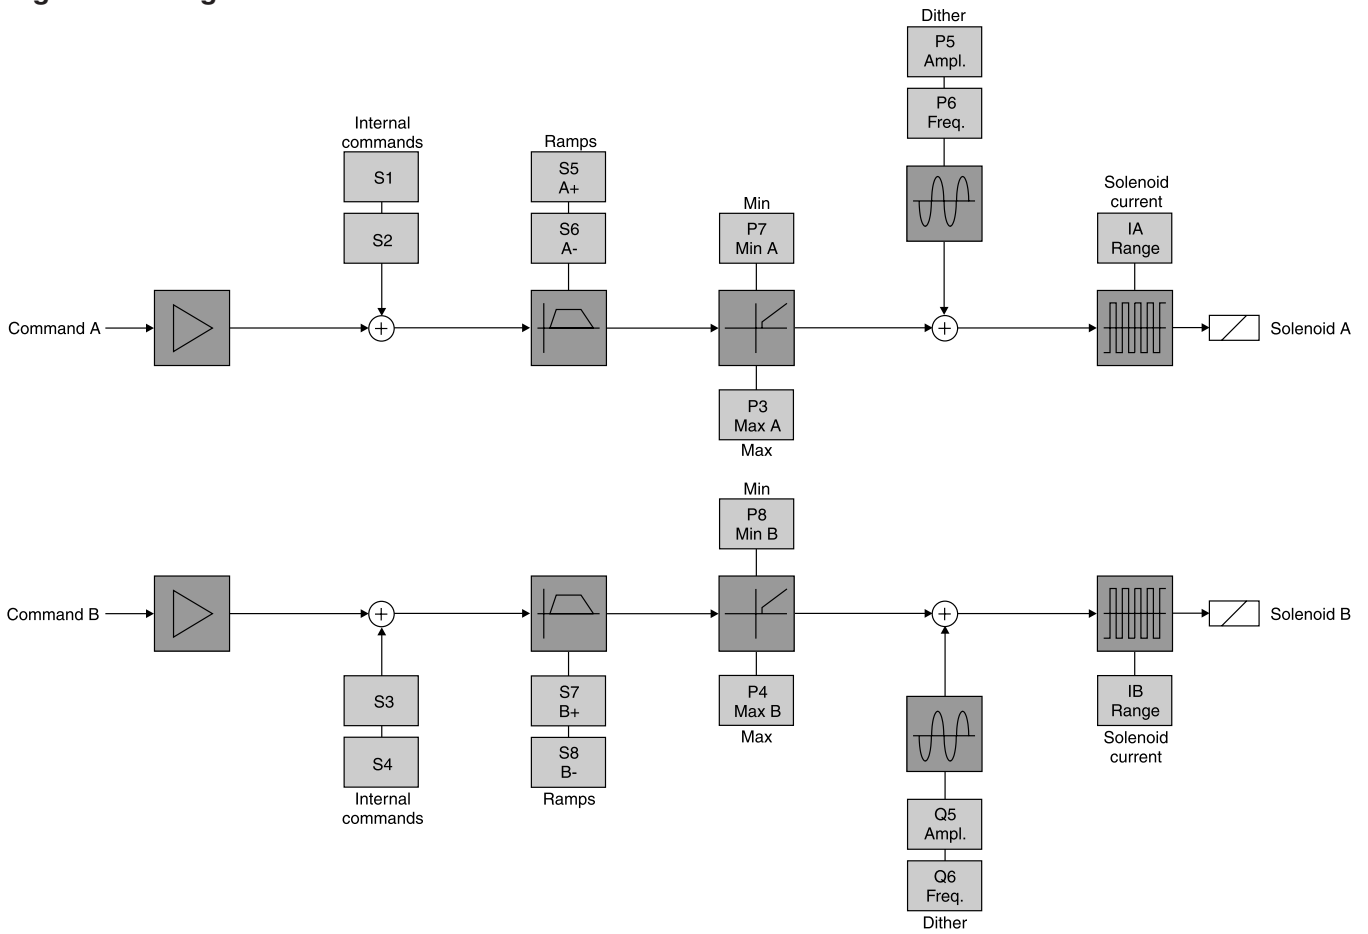 Dither
P5
Ampl.
P6
Freq.
Internal
commands
S1
S2
Ramps
S5
A+
S6
A-
Min
P7
Min A
Solenoid
current
IA
Range
Command A
+
+
Solenoid A
P3
Max A
Max
Min
P8
Min B
Command B
+
+
Solenoid B
S3
S4
Internal
commands
S7
B+
S8
B-
Ramps
P4
Max B
Max
IB
Range
Solenoid
current
Q5
Ampl.
Q6
Freq.
Dither